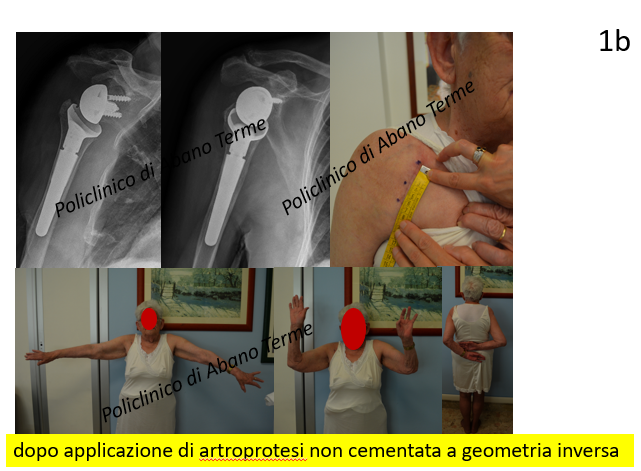 1b
Policlinico di Abano Terme
Policlinico di Abano Terme
Policlinico di Abano Terme
dopo applicazione di artroprotesi non cementata a geometria inversa